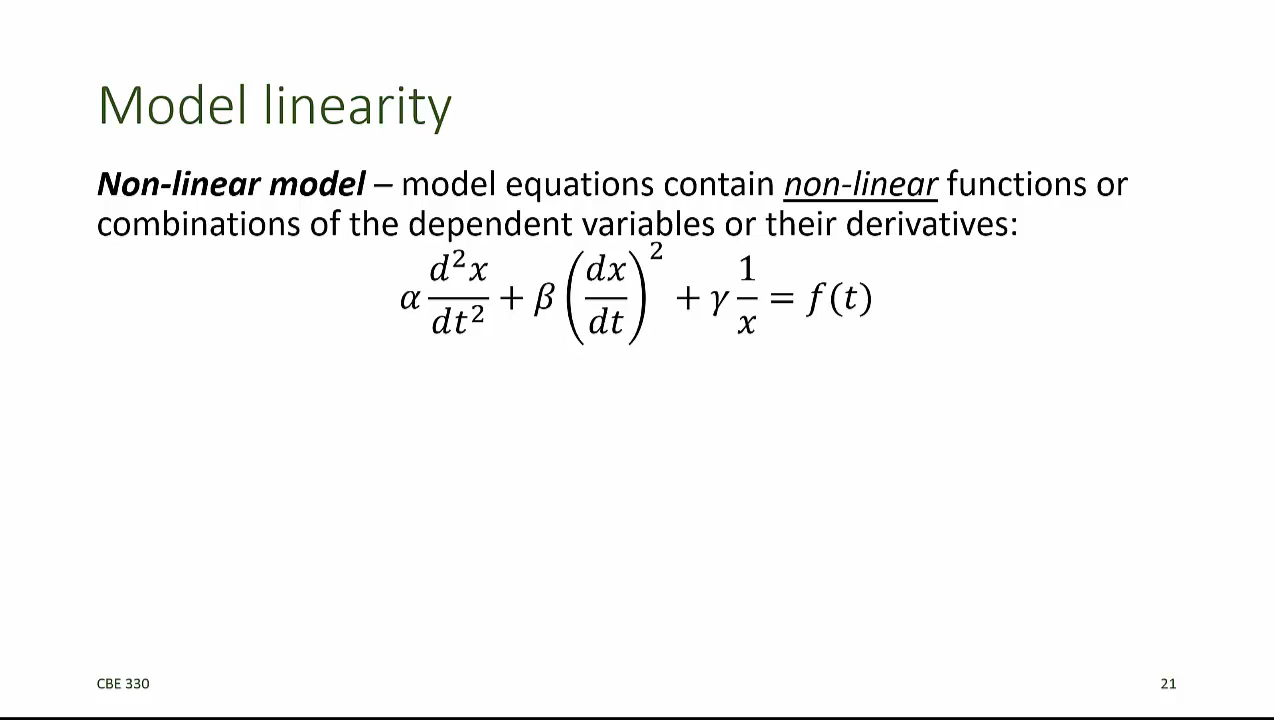 Model linearity
Non-linear model – model equations contain non-linear functions or
combinations of the dependent variables or their derivatives:
α d²x/dt² + β (dx/dt)² + γ 1/x = f(t)
CBE 330
21